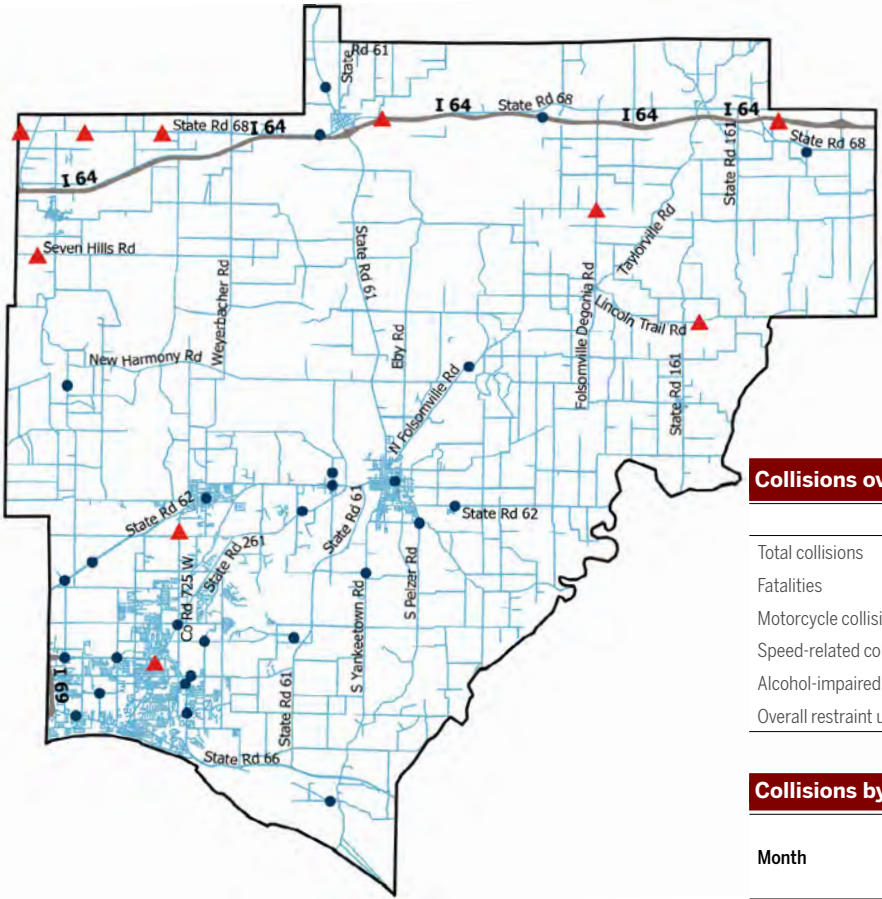 State Rd 61
I 64
State Rd 68
I 64
I 64
State Rd 68
I 64
State Rd 161
State Rd 68
I 64
Seven Hills Rd
Weyerbacher Rd
State Rd 61
Eby Rd
Taylorville Rd
Folsomville Degonia Rd
Lincoln Trail Rd
State Rd 161
New Harmony Rd
N Folsomville Rd
State Rd 62
State Rd 261
State Rd 61
State Rd 62
Co Rd 725 W
S Yankeetown Rd
S Pelzer Rd
I 69
State Rd 61
State Rd 66
Collisions ov
Total collisions
Fatalities
Motorcycle collisi
Speed-related co
Alcohol-impaired
Overall restraint u
Collisions by
Month